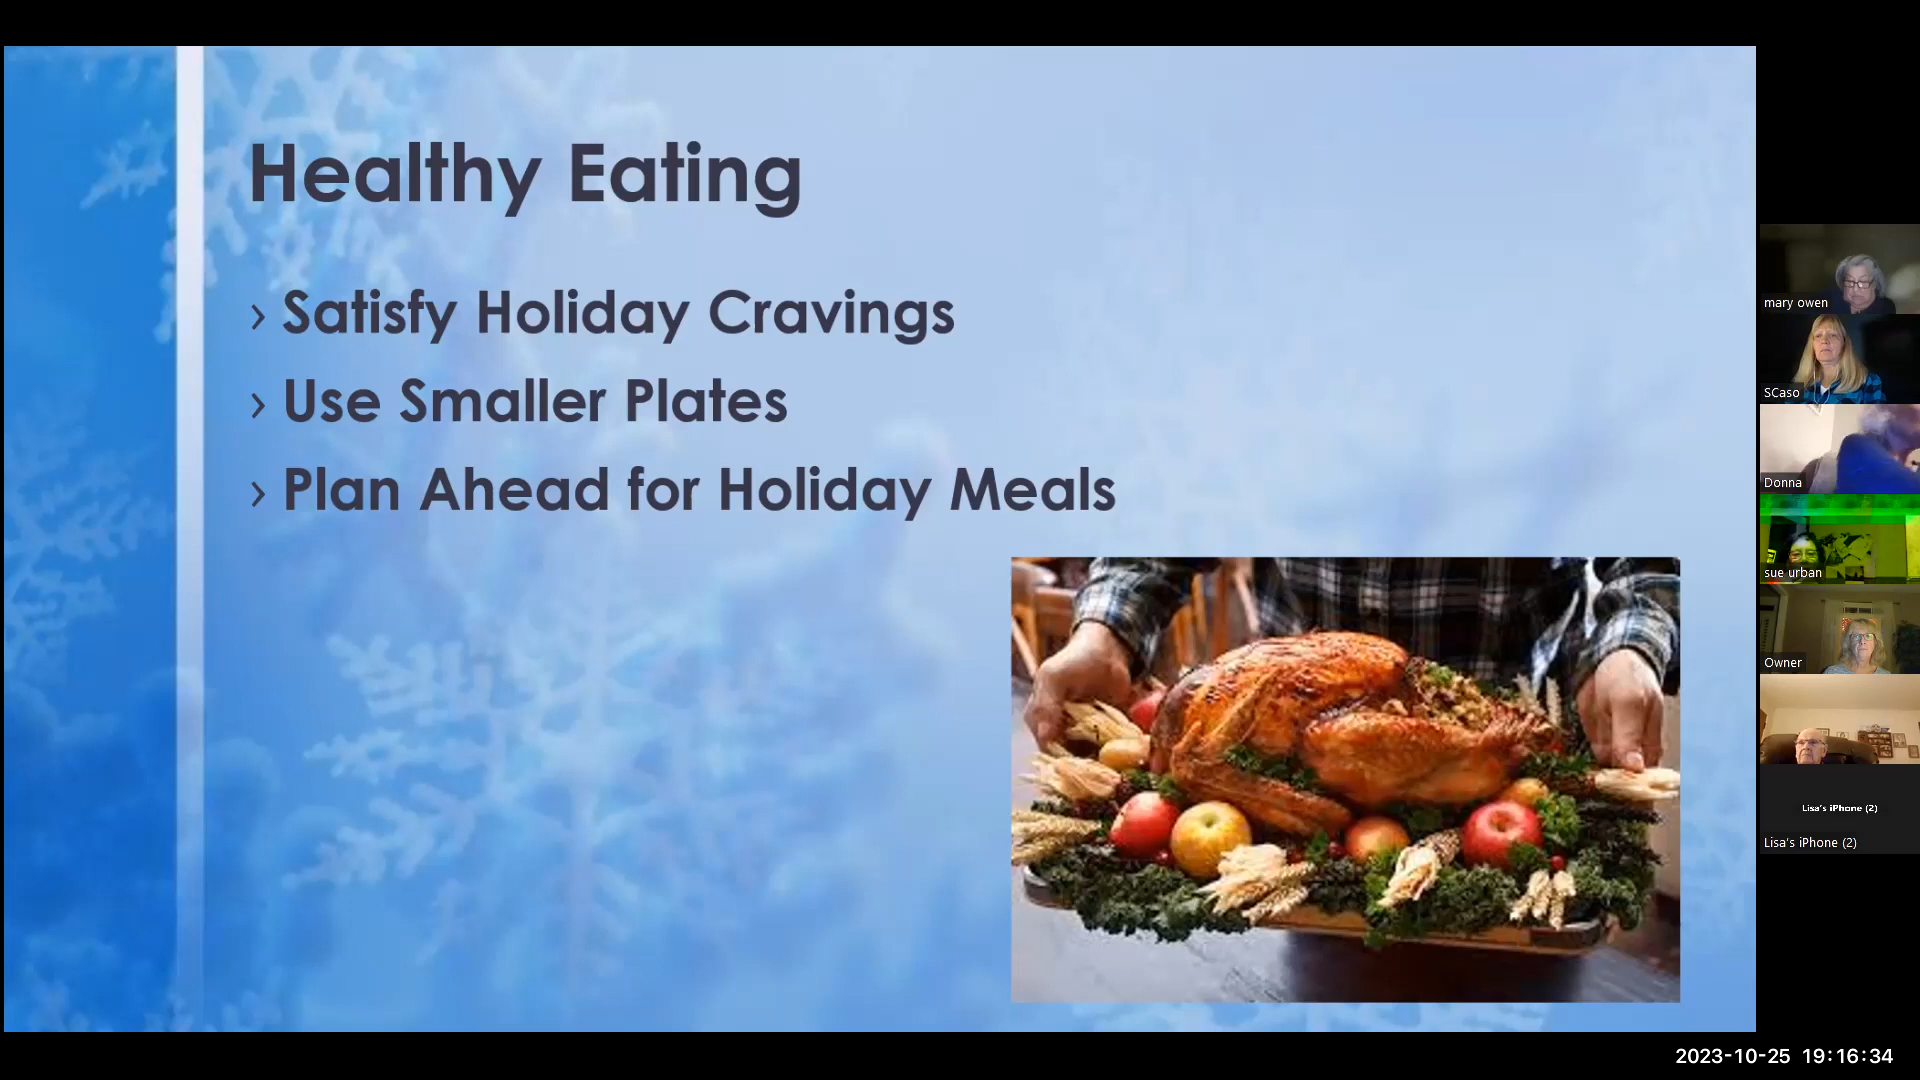 Healthy Eating
› Satisfy Holiday Cravings
› Use Smaller Plates
› Plan Ahead for Holiday Meals
mary owen
SCaso
Donna
sue urban
Owner
Lisa's iPhone (2)
Lisa's iPhone (2)
2023-10-25 19:16:34